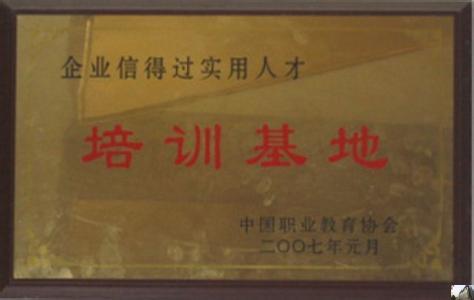 企业信得过实用人才
培训基地
中国职业教育协会
二〇〇七年元月